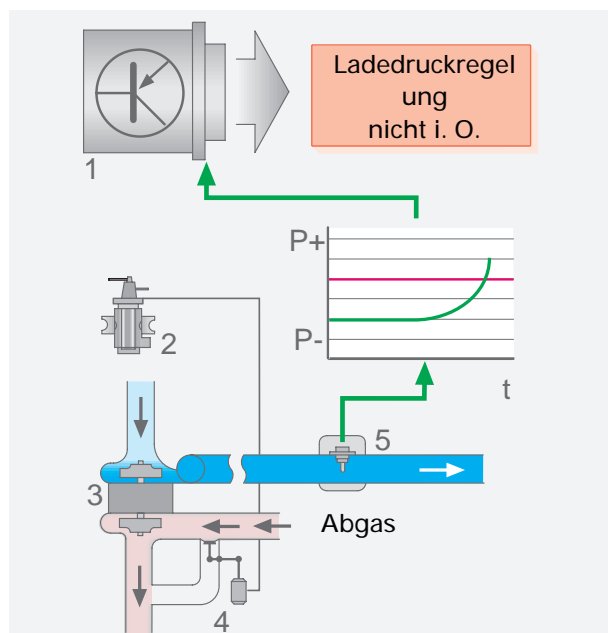 Ladedruckregel
ung
nicht i. O.
1
P+
P-
t
2
5
3
Abgas
4